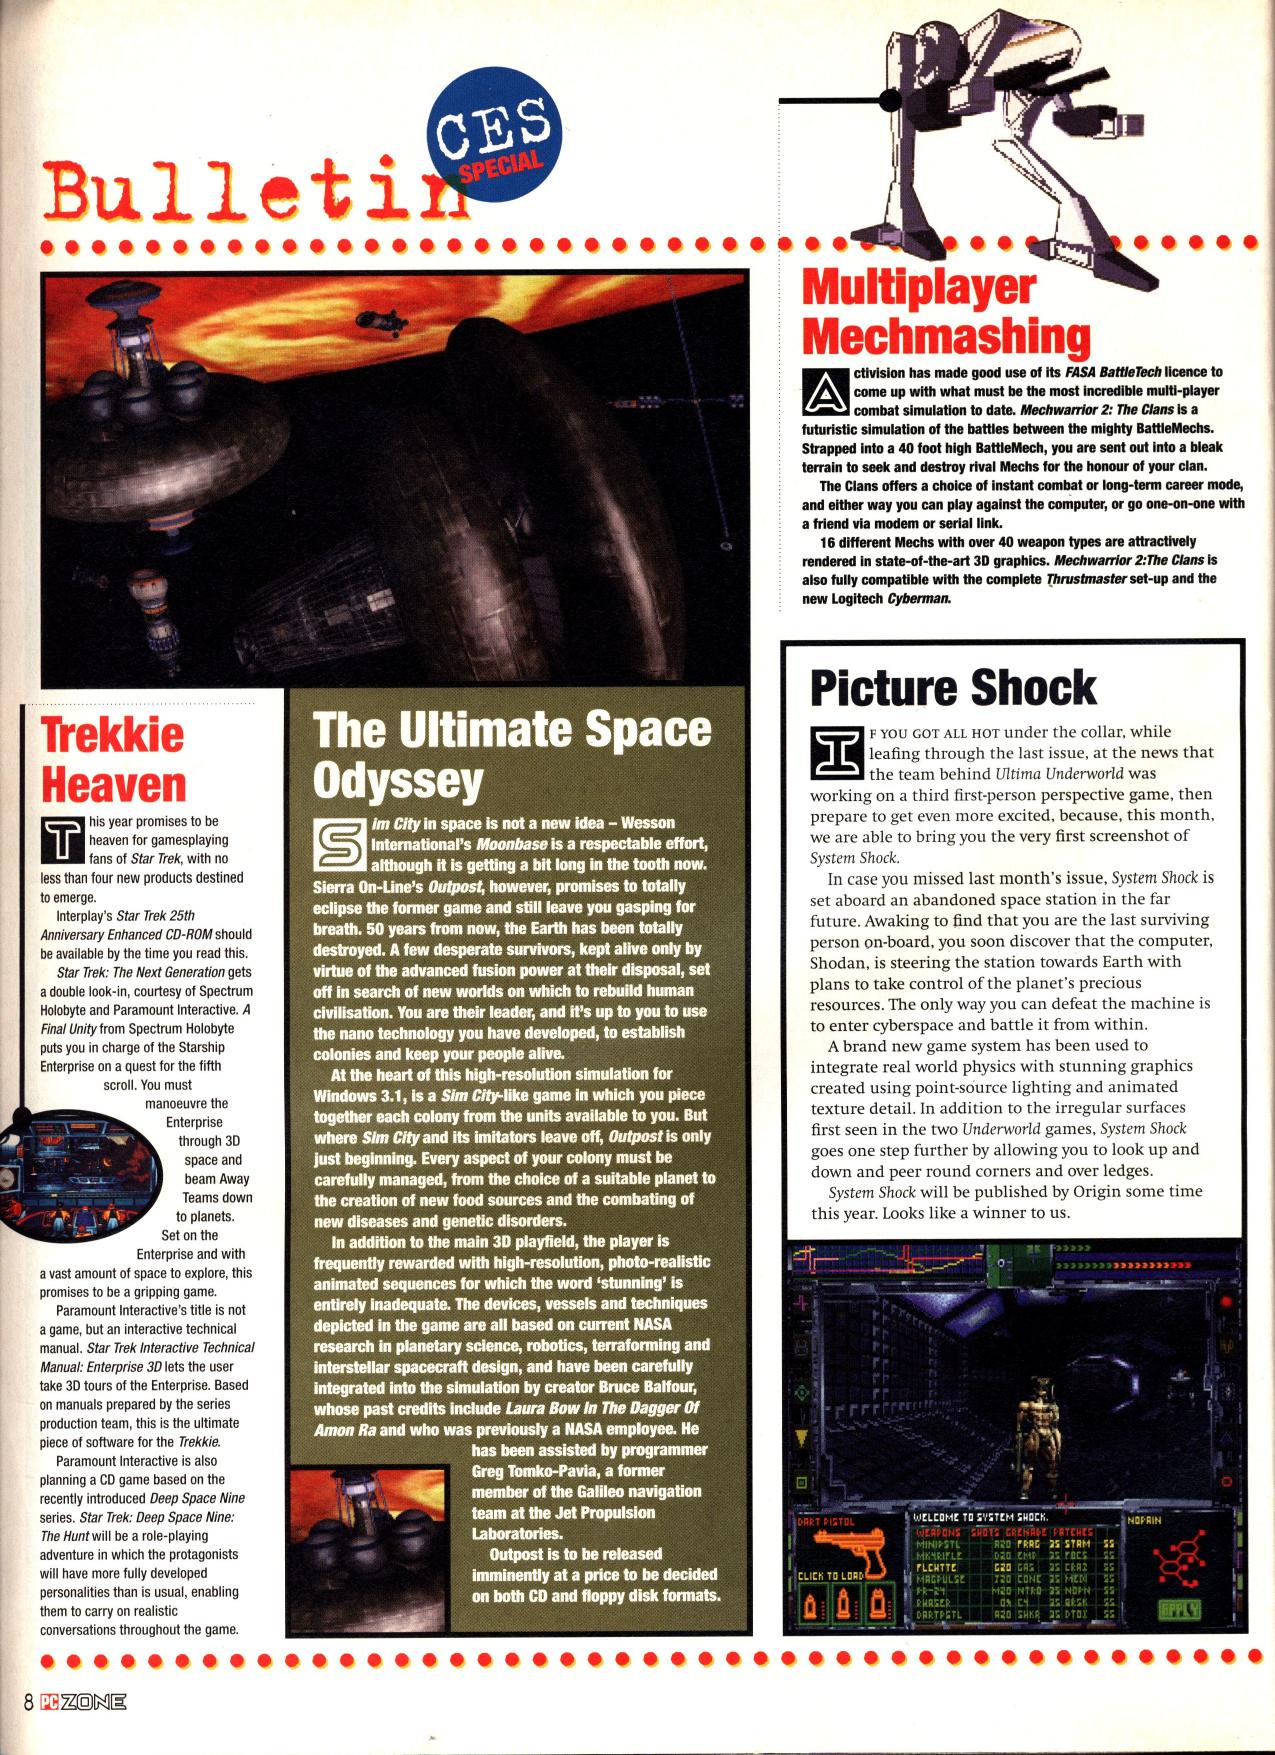 Bulletin
CES
SPECIAL
Multiplayer
Mechmashing
Activision has made good use of its FASA BattleTech licence to
come up with what must be the most incredible multi-player
combat simulation to date. Mechwarrior 2: The Clans is a
futuristic simulation of the battles between the mighty BattleMechs.
Strapped into a 40 foot high BattleMech, you are sent out into a bleak
terrain to seek and destroy rival Mechs for the honour of your clan.
The Clans offers a choice of instant combat or long-term career mode,
and either way you can play against the computer, or go one-on-one with
a friend via modem or serial link.
16 different Mechs with over 40 weapon types are attractively
rendered in state-of-the-art 3D graphics. Mechwarrior 2:The Clans is
also fully compatible with the complete Thrustmaster set-up and the
new Logitech Cyberman.
Trekkie
Heaven
This year promises to be
heaven for gamesplaying
fans of Star Trek, with no
less than four new products destined
to emerge.
Interplay's Star Trek 25th
Anniversary Enhanced CD-ROM should
be available by the time you read this.
Star Trek: The Next Generation gets
a double look-in, courtesy of Spectrum
Holobyte and Paramount Interactive. A
Final Unity from Spectrum Holobyte
puts you in charge of the Starship
Enterprise on a quest for the fifth
scroll. You must
manoeuvre the
Enterprise
through 3D
space and
beam Away
Teams down
to planets.
Set on the
Enterprise and with
a vast amount of space to explore, this
promises to be a gripping game.
Paramount Interactive's title is not
a game, but an interactive technical
manual. Star Trek Interactive Technical
Manual: Enterprise 3D lets the user
take 3D tours of the Enterprise. Based
on manuals prepared by the series
production team, this is the ultimate
piece of software for the Trekkie.
Paramount Interactive is also
planning a CD game based on the
recently introduced Deep Space Nine
series. Star Trek: Deep Space Nine:
The Hunt will be a role-playing
adventure in which the protagonists
will have more fully developed
personalities than is usual, enabling
them to carry on realistic
conversations throughout the game.
The Ultimate Space
Odyssey
Sim City in space is not a new idea – Wesson
International's Moonbase is a respectable effort,
although it is getting a bit long in the tooth now.
Sierra On-Line's Outpost, however, promises to totally
eclipse the former game and still leave you gasping for
breath. 50 years from now, the Earth has been totally
destroyed. A few desperate survivors, kept alive only by
virtue of the advanced fusion power at their disposal, set
off in search of new worlds on which to rebuild human
civilisation. You are their leader, and it's up to you to use
the nano technology you have developed, to establish
colonies and keep your people alive.
At the heart of this high-resolution simulation for
Windows 3.1, is a Sim City-like game in which you piece
together each colony from the units available to you. But
where Sim City and its imitators leave off, Outpost is only
just beginning. Every aspect of your colony must be
carefully managed, from the choice of a suitable planet to
the creation of new food sources and the combating of
new diseases and genetic disorders.
In addition to the main 3D playfield, the player is
frequently rewarded with high-resolution, photo-realistic
animated sequences for which the word 'stunning' is
entirely inadequate. The devices, vessels and techniques
depicted in the game are all based on current NASA
research in planetary science, robotics, terraforming and
interstellar spacecraft design, and have been carefully
integrated into the simulation by creator Bruce Balfour,
whose past credits include Laura Bow In The Dagger Of
Amon Ra and who was previously a NASA employee. He
has been assisted by programmer
Greg Tomko-Pavia, a former
member of the Galileo navigation
team at the Jet Propulsion
Laboratories.
Outpost is to be released
imminently at a price to be decided
on both CD and floppy disk formats.
Picture Shock
IF YOU GOT ALL HOT under the collar, while
leafing through the last issue, at the news that
the team behind Ultima Underworld was
working on a third first-person perspective game, then
prepare to get even more excited, because, this month,
we are able to bring you the very first screenshot of
System Shock.
In case you missed last month's issue, System Shock is
set aboard an abandoned space station in the far
future. Awaking to find that you are the last surviving
person on-board, you soon discover that the computer,
Shodan, is steering the station towards Earth with
plans to take control of the planet's precious
resources. The only way you can defeat the machine is
to enter cyberspace and battle it from within.
A brand new game system has been used to
integrate real world physics with stunning graphics
created using point-source lighting and animated
texture detail. In addition to the irregular surfaces
first seen in the two Underworld games, System Shock
goes one step further by allowing you to look up and
down and peer round corners and over ledges.
System Shock will be published by Origin some time
this year. Looks like a winner to us.
DART PISTOL
CLICK TO LOAD
WELCOME TO SYSTEM SHOCK.
WEAPONS SHOTS GRENADE PATCHES
MINIPSTL A20 FRAG 35 STAM 55
FLCHTTE G20 GAS 35
MAGPULSE J20 CONC 35 MEDI 55
M20 NTRO 35 NOPN 55
PHASER C4 35
DARTPSTL A20 SHKR 35 DTOX 55
NOPAIN
APPLY
8 PC ZONE